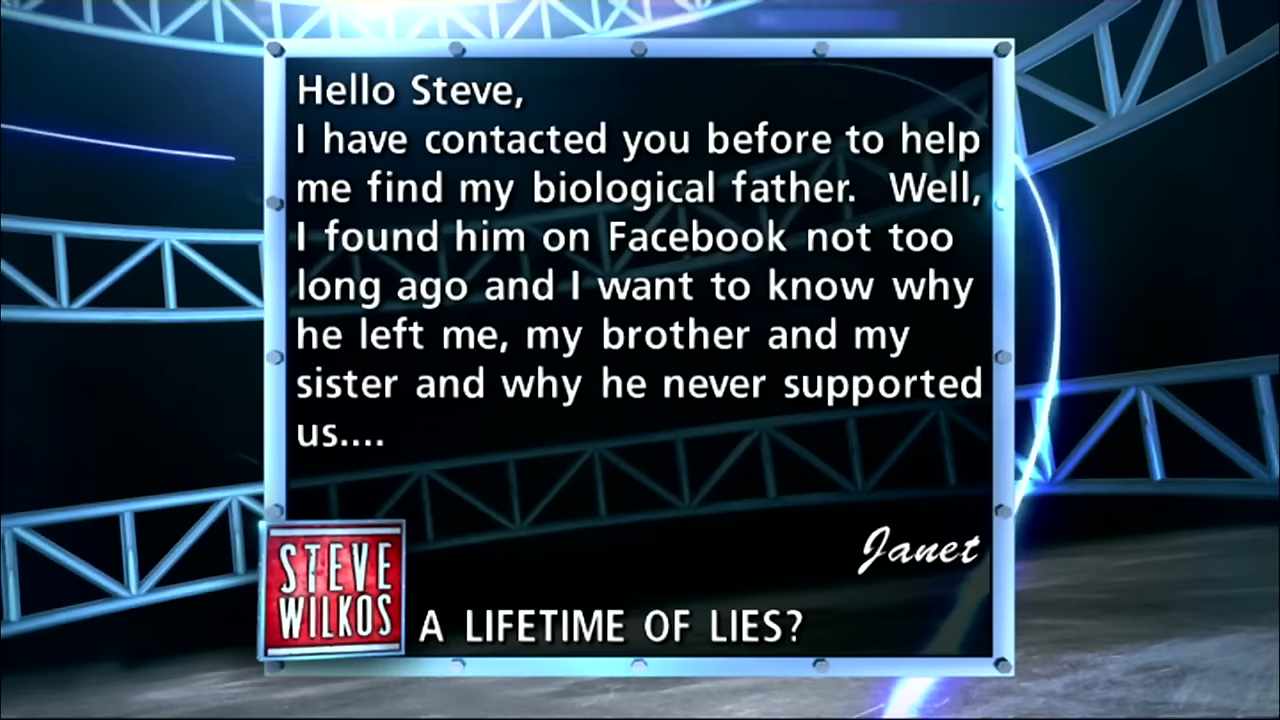 Hello Steve,
I have contacted you before to help
me find my biological father.  Well,
I found him on Facebook not too
long ago and I want to know why
he left me, my brother and my
sister and why he never supported
us....
Janet
STEVE
WILKOS
A LIFETIME OF LIES?